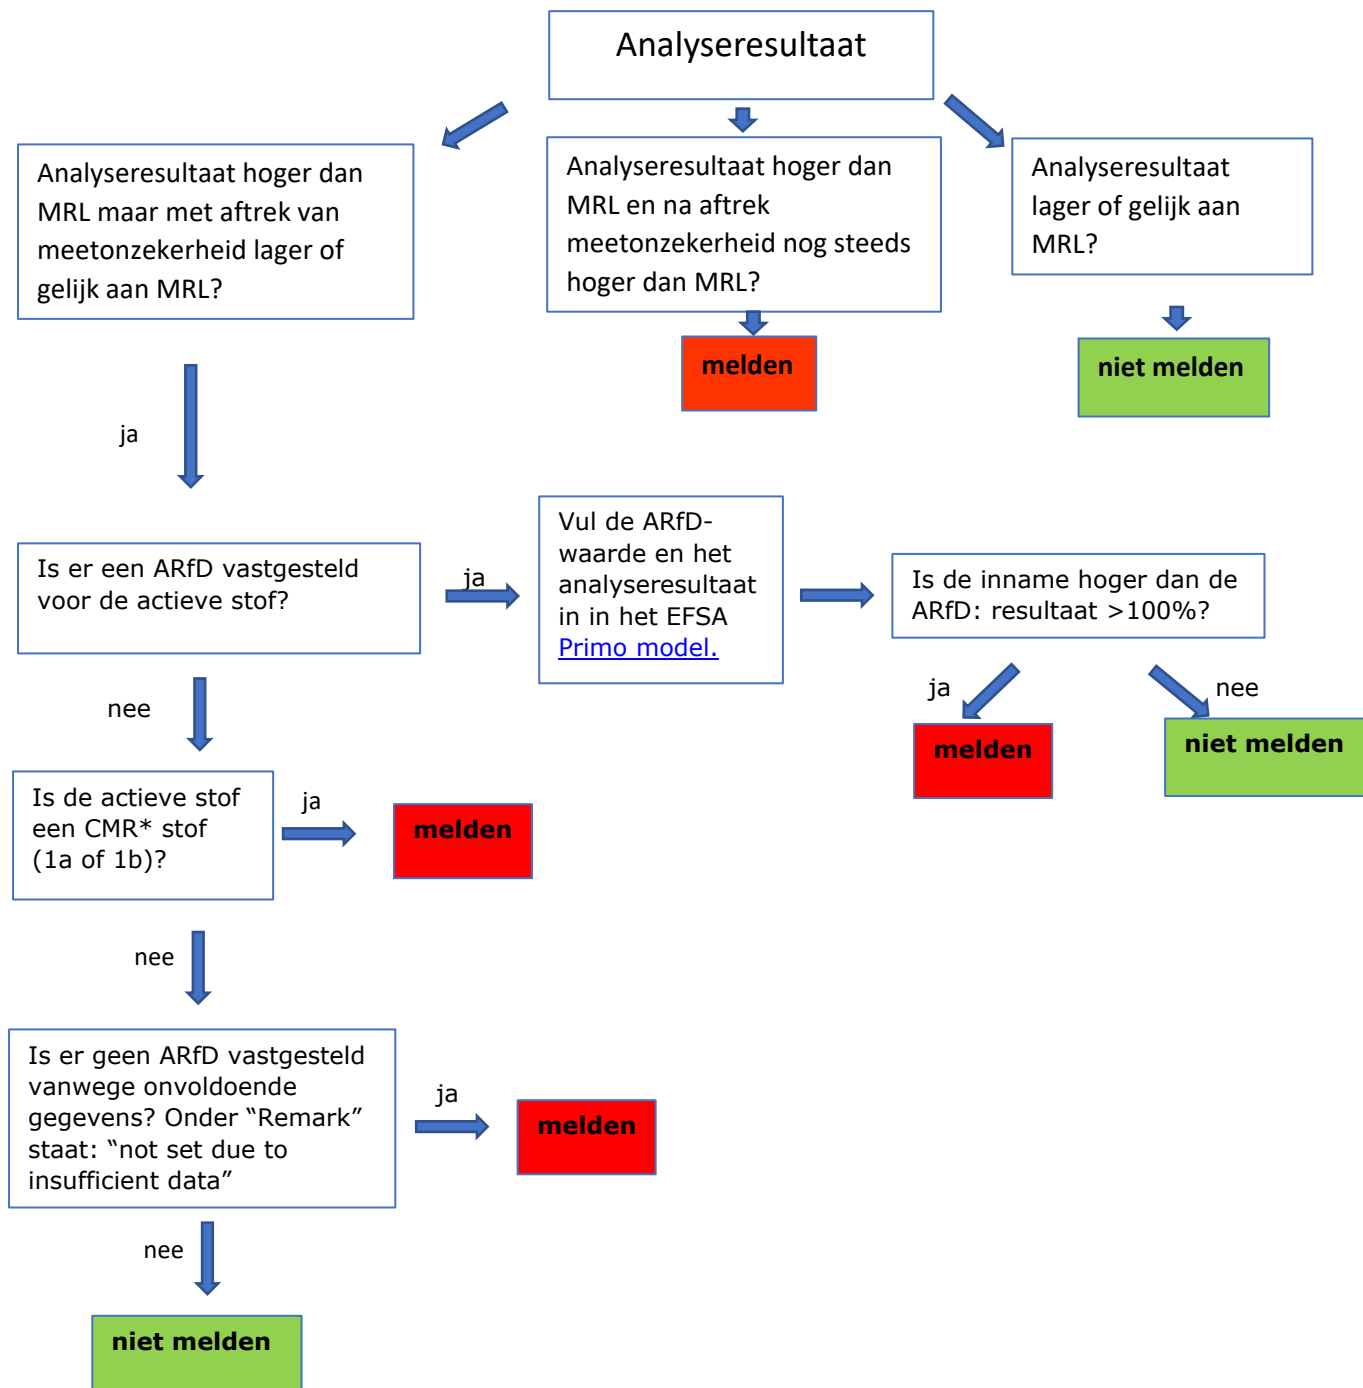 Analyseresultaat
Analyseresultaat hoger dan
MRL maar met aftrek van
meetonzekerheid lager of
gelijk aan MRL?
Analyseresultaat hoger dan
MRL en na aftrek
meetonzekerheid nog steeds
hoger dan MRL?
Analyseresultaat
lager of gelijk aan
MRL?
melden
niet melden
ja
Is er een ARfD vastgesteld
voor de actieve stof?
ja
Vul de ARfD-
waarde en het
analyseresultaat
in in het EFSA
Primo model.
Is de inname hoger dan de
ARfD: resultaat >100%?
ja
nee
melden
niet melden
nee
Is de actieve stof
een CMR* stof
(1a of 1b)?
ja
melden
nee
Is er geen ARfD vastgesteld
vanwege onvoldoende
gegevens? Onder “Remark”
staat: “not set due to
insufficient data”
ja
melden
nee
niet melden